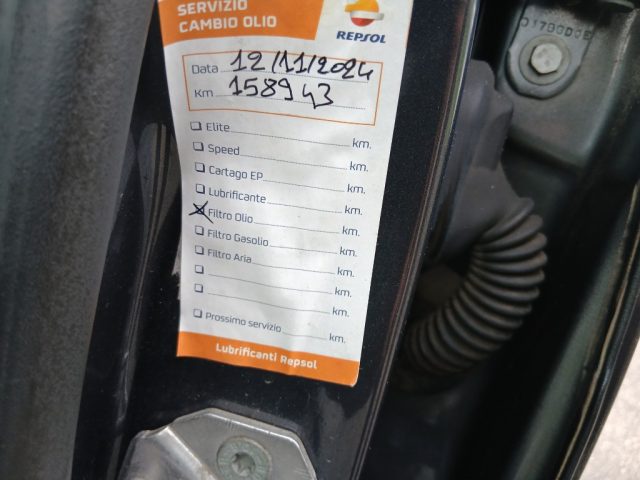 SERVIZIO
CAMBIO OLIO
REPSOL
Data 12/11/2024
Km 158943
Elite km.
Speed km.
Cartago EP km.
Lubrificante km.
Filtro Olio km.
Filtro Gasolio km.
Filtro Aria km.
km.
km.
Prossimo servizio km.
Lubrificanti Repsol